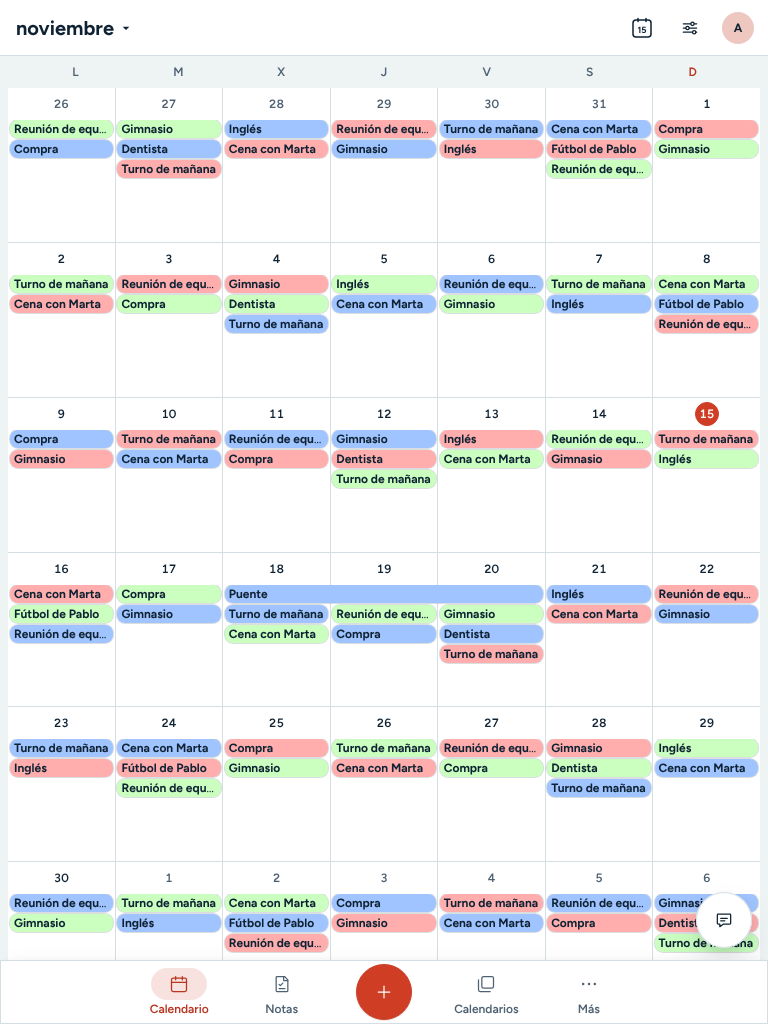 noviembre
15
A
L M X J V S D
26 27 28 29 30 31 1
Reunión de equ... Gimnasio Inglés Reunión de equ... Turno de mañana Cena con Marta Compra
Compra Dentista Cena con Marta Gimnasio Inglés Fútbol de Pablo Gimnasio
Turno de mañana Reunión de equ...
2 3 4 5 6 7 8
Turno de mañana Reunión de equ... Gimnasio Inglés Reunión de equ... Turno de mañana Cena con Marta
Cena con Marta Compra Dentista Cena con Marta Gimnasio Inglés Fútbol de Pablo
Turno de mañana Reunión de equ...
9 10 11 12 13 14 15
Compra Turno de mañana Reunión de equ... Gimnasio Inglés Reunión de equ... Turno de mañana
Gimnasio Cena con Marta Compra Dentista Cena con Marta Gimnasio Inglés
Turno de mañana
16 17 18 19 20 21 22
Cena con Marta Compra Puente Inglés Reunión de equ...
Fútbol de Pablo Gimnasio Turno de mañana Reunión de equ... Gimnasio Cena con Marta Gimnasio
Reunión de equ... Cena con Marta Compra Dentista
Turno de mañana
23 24 25 26 27 28 29
Turno de mañana Cena con Marta Compra Turno de mañana Reunión de equ... Gimnasio Inglés
Inglés Fútbol de Pablo Gimnasio Cena con Marta Compra Dentista Cena con Marta
Reunión de equ... Turno de mañana
30 1 2 3 4 5 6
Reunión de equ... Turno de mañana Cena con Marta Compra Turno de mañana Reunión de equ...
Gimnasio Inglés Fútbol de Pablo Gimnasio Cena con Marta Compra
Reunión de equ... Turno de
Calendario Notas Calendarios Más